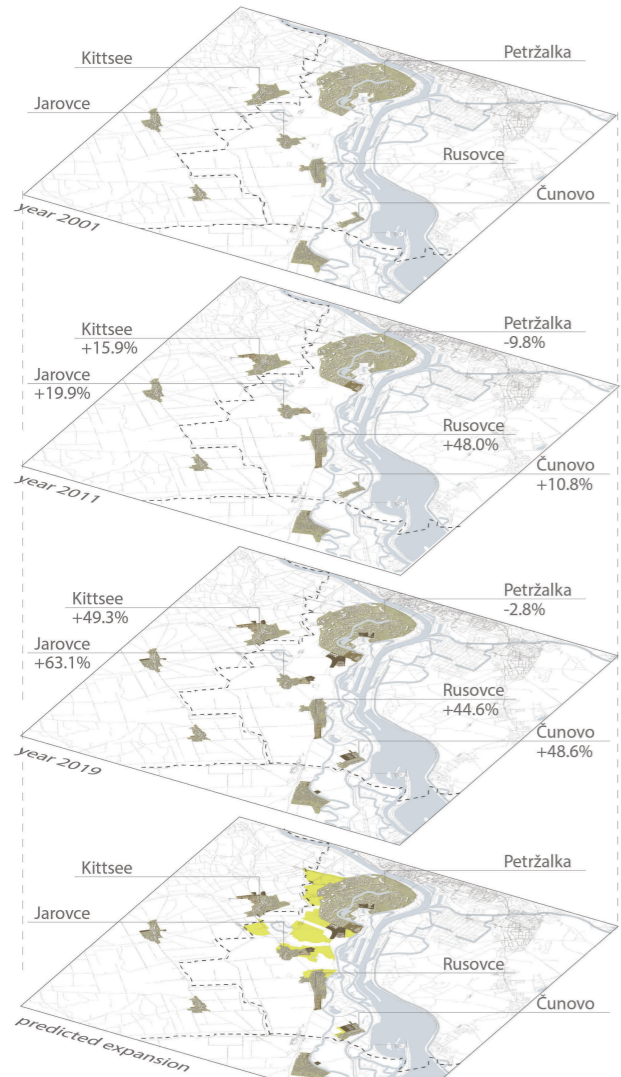 Petržalka
Kittsee
Jarovce
Rusovce
Čunovo
year 2001
Petržalka
-9.8%
Kittsee
+15.9%
Jarovce
+19.9%
Rusovce
+48.0%
Čunovo
+10.8%
year 2011
Petržalka
-2.8%
Kittsee
+49.3%
Jarovce
+63.1%
Rusovce
+44.6%
Čunovo
+48.6%
year 2019
Petržalka
Kittsee
Jarovce
Rusovce
Čunovo
predicted expansion